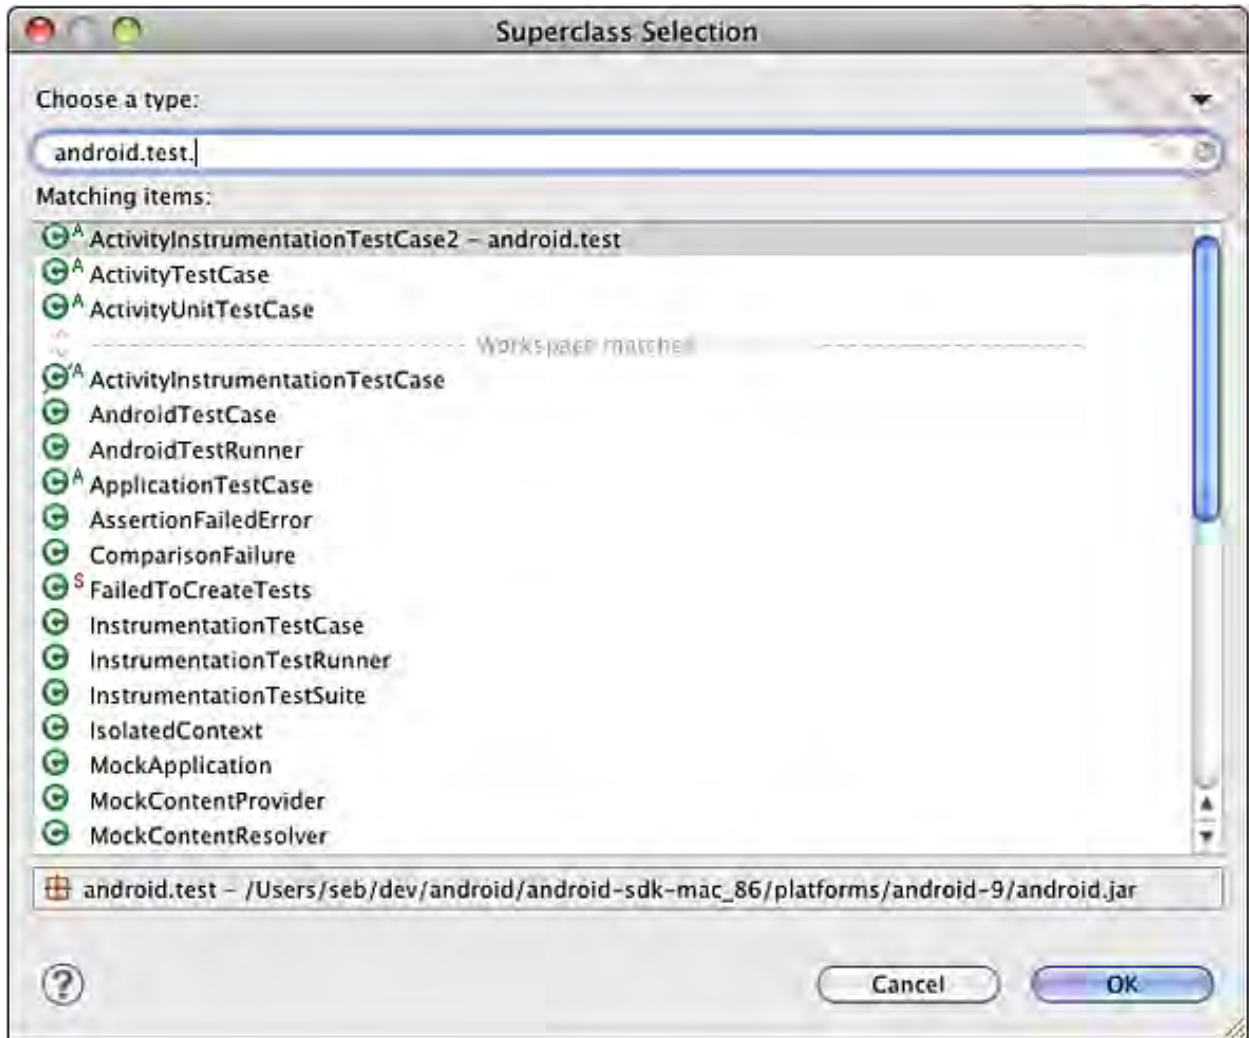 Superclass Selection
Choose a type:
android.test.
Matching items:
A ActivityInstrumentationTestCase2 – android.test
A ActivityTestCase
A ActivityUnitTestCase
Workspace matched
A ActivityInstrumentationTestCase
AndroidTestCase
AndroidTestRunner
A ApplicationTestCase
AssertionFailedError
ComparisonFailure
S FailedToCreateTests
InstrumentationTestCase
InstrumentationTestRunner
InstrumentationTestSuite
IsolatedContext
MockApplication
MockContentProvider
MockContentResolver
android.test – /Users/seb/dev/android/android-sdk-mac_86/platforms/android-9/android.jar
? Cancel OK